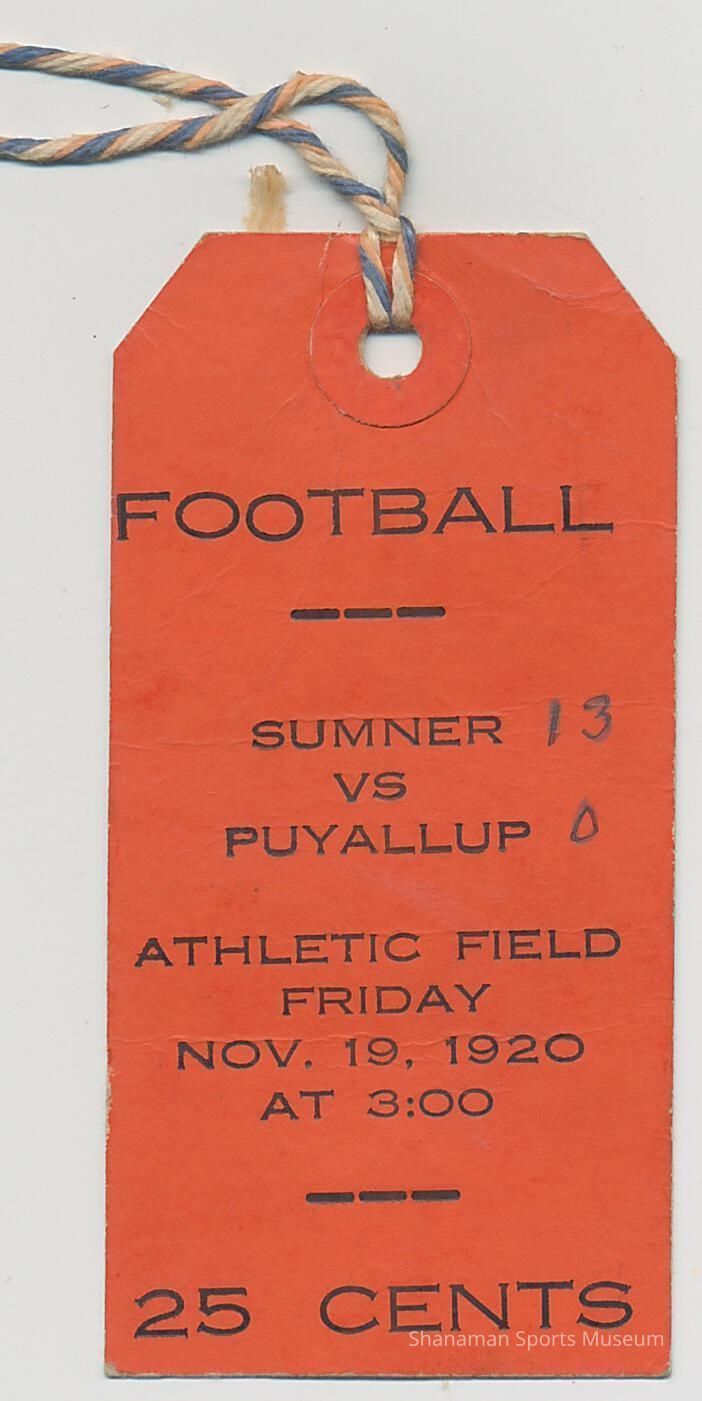 FOOTBALL
SUMNER 13
VS
PUYALLUP 0
ATHLETIC FIELD
FRIDAY
NOV. 19, 1920
AT 3:00
25 CENTS
Shanaman Sports Museum